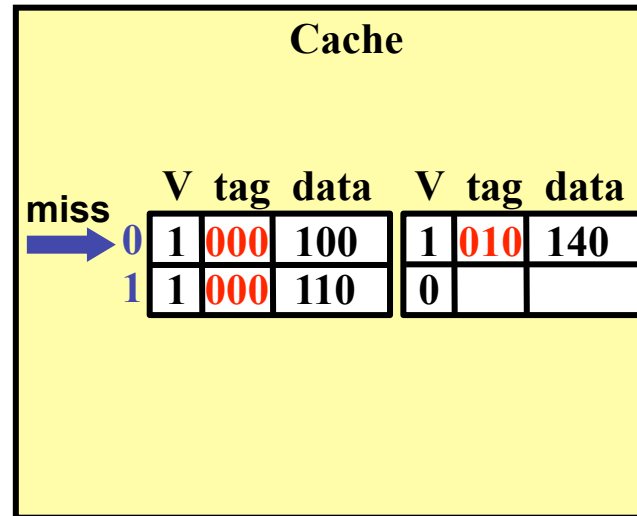 Cache
V tag data V tag data
miss
0 1 000 100 1 010 140
1 1 000 110 0